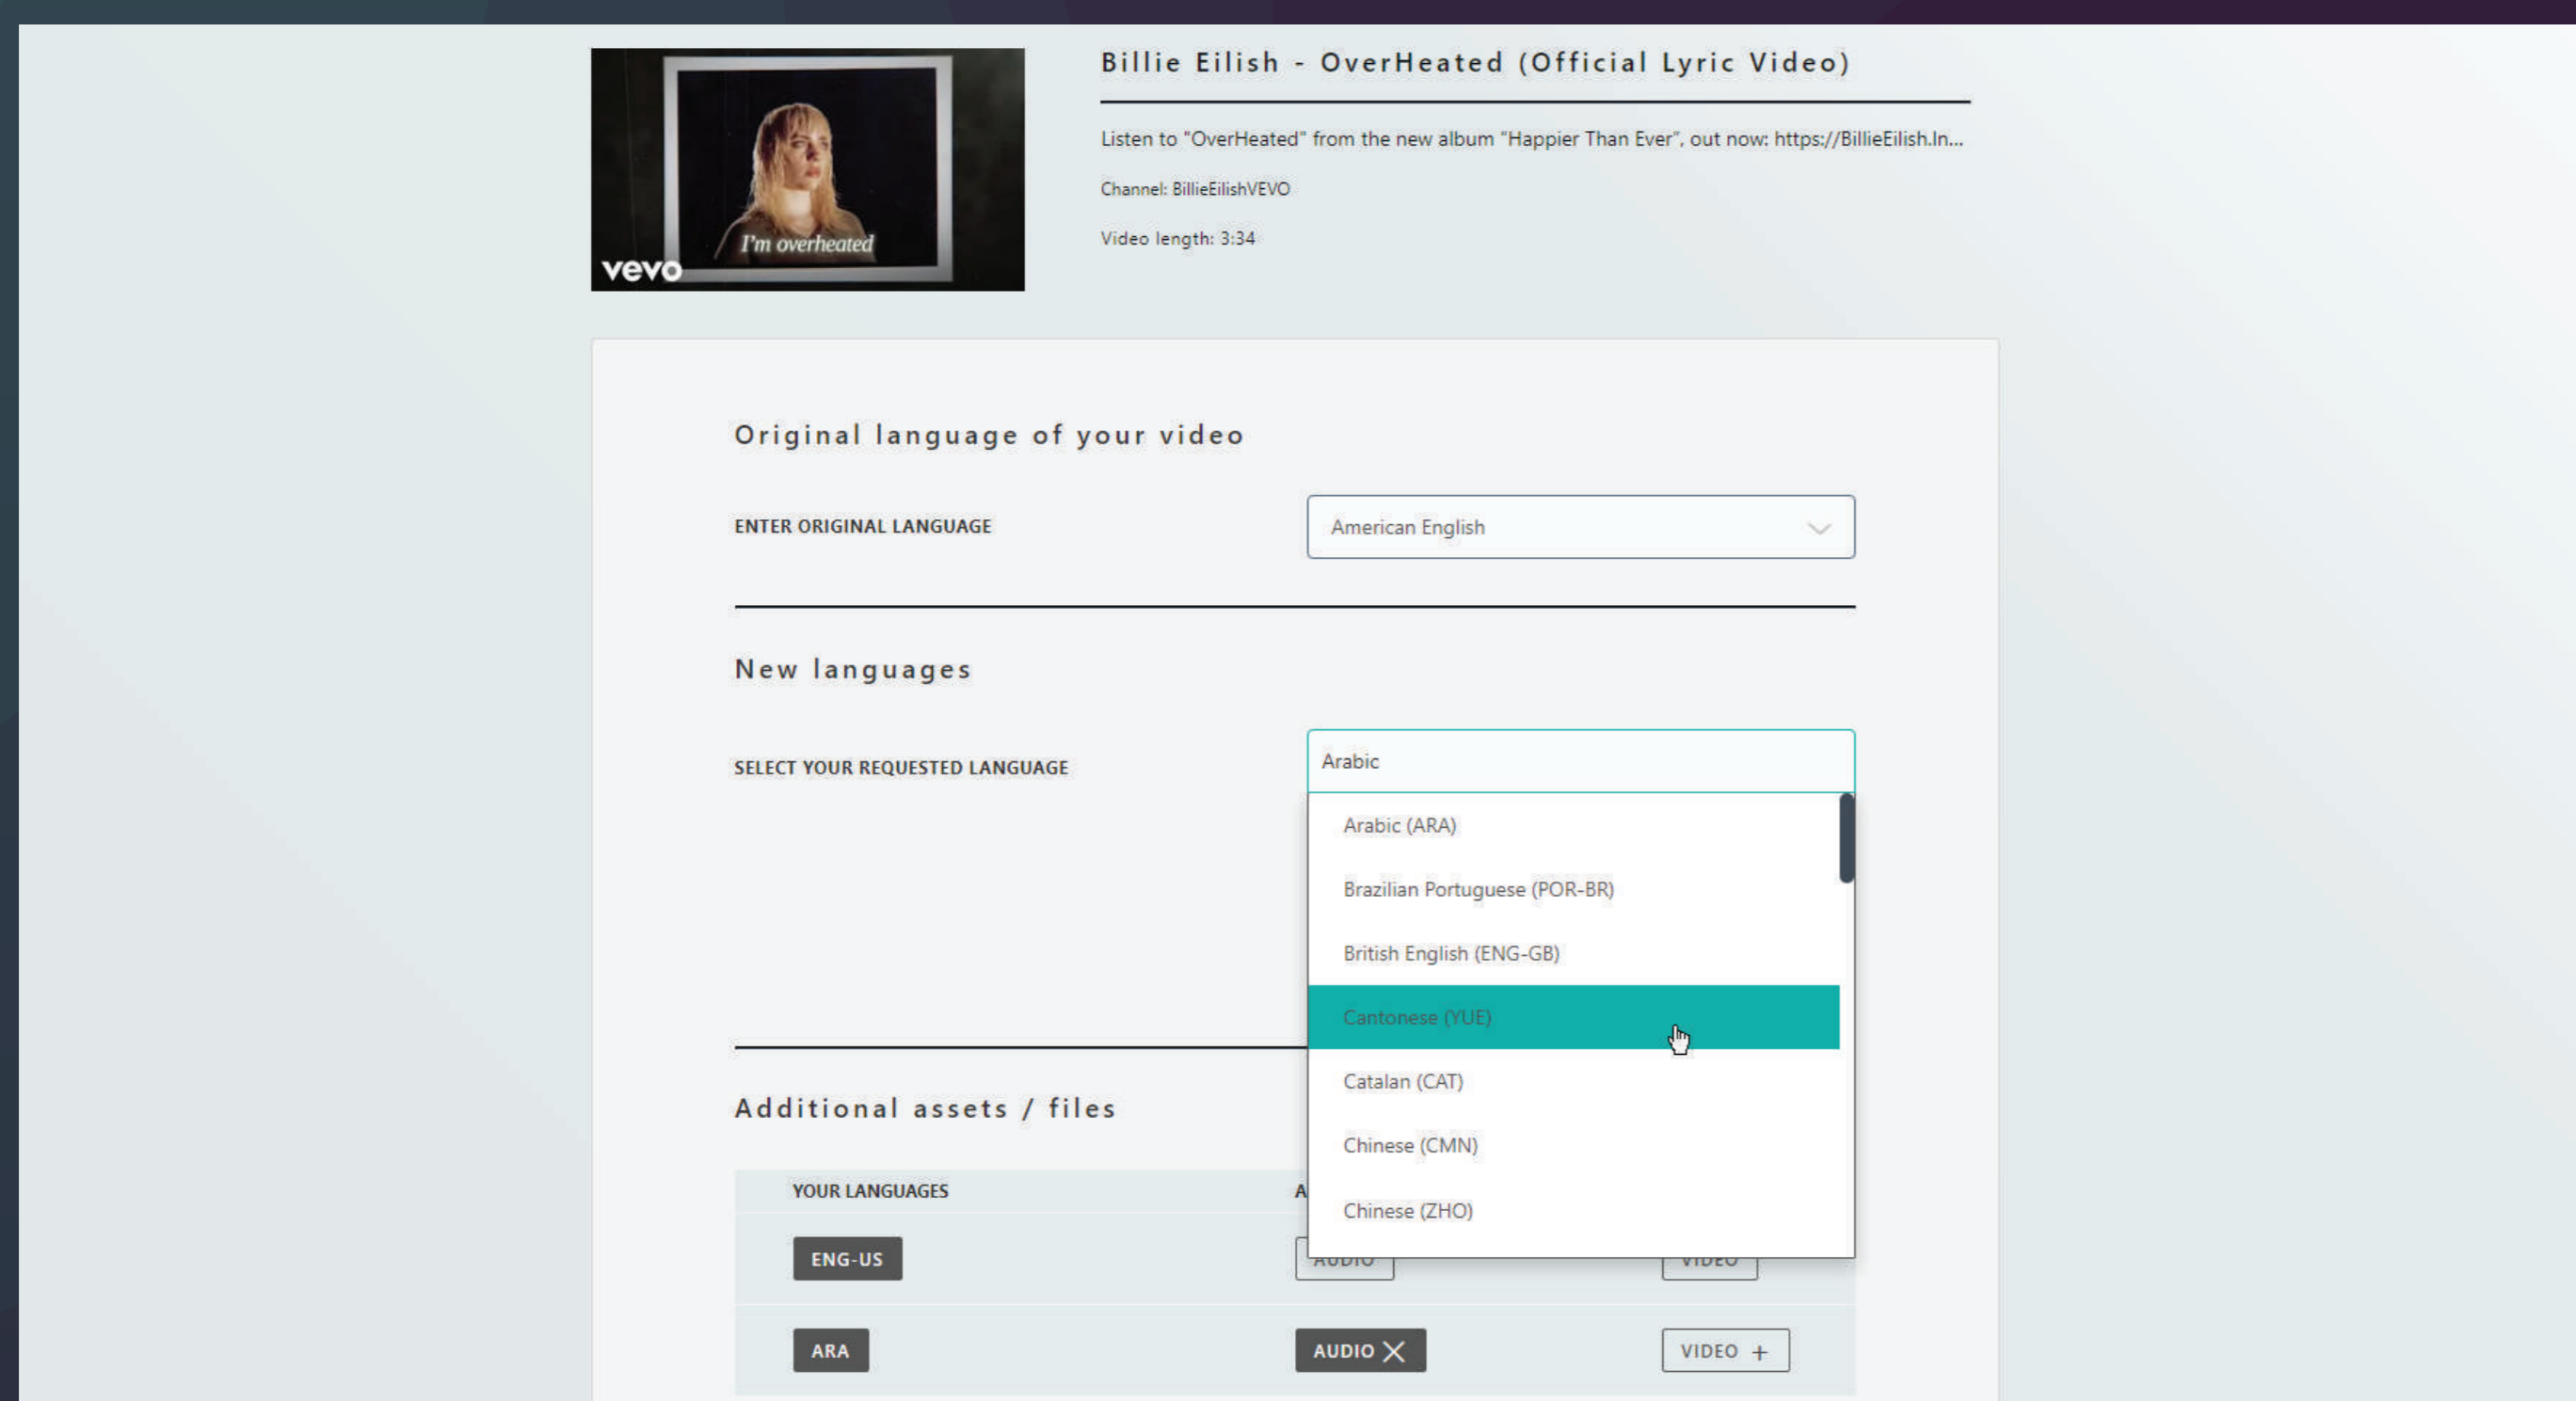 Billie Eilish - OverHeated (Official Lyric Video)
I'm overheated
vevo
Listen to "OverHeated" from the new album "Happier Than Ever", out now: https://BillieEilish.ln...
Channel: BillieEilishVEVO
Video length: 3:34
Original language of your video
ENTER ORIGINAL LANGUAGE
American English
New languages
SELECT YOUR REQUESTED LANGUAGE
Arabic
Arabic (ARA)
Brazilian Portuguese (POR-BR)
British English (ENG-GB)
Cantonese (YUE)
Catalan (CAT)
Chinese (CMN)
Chinese (ZHO)
Additional assets / files
YOUR LANGUAGES
A
ENG-US
AUDIO
VIDEO
ARA
AUDIO
VIDEO +